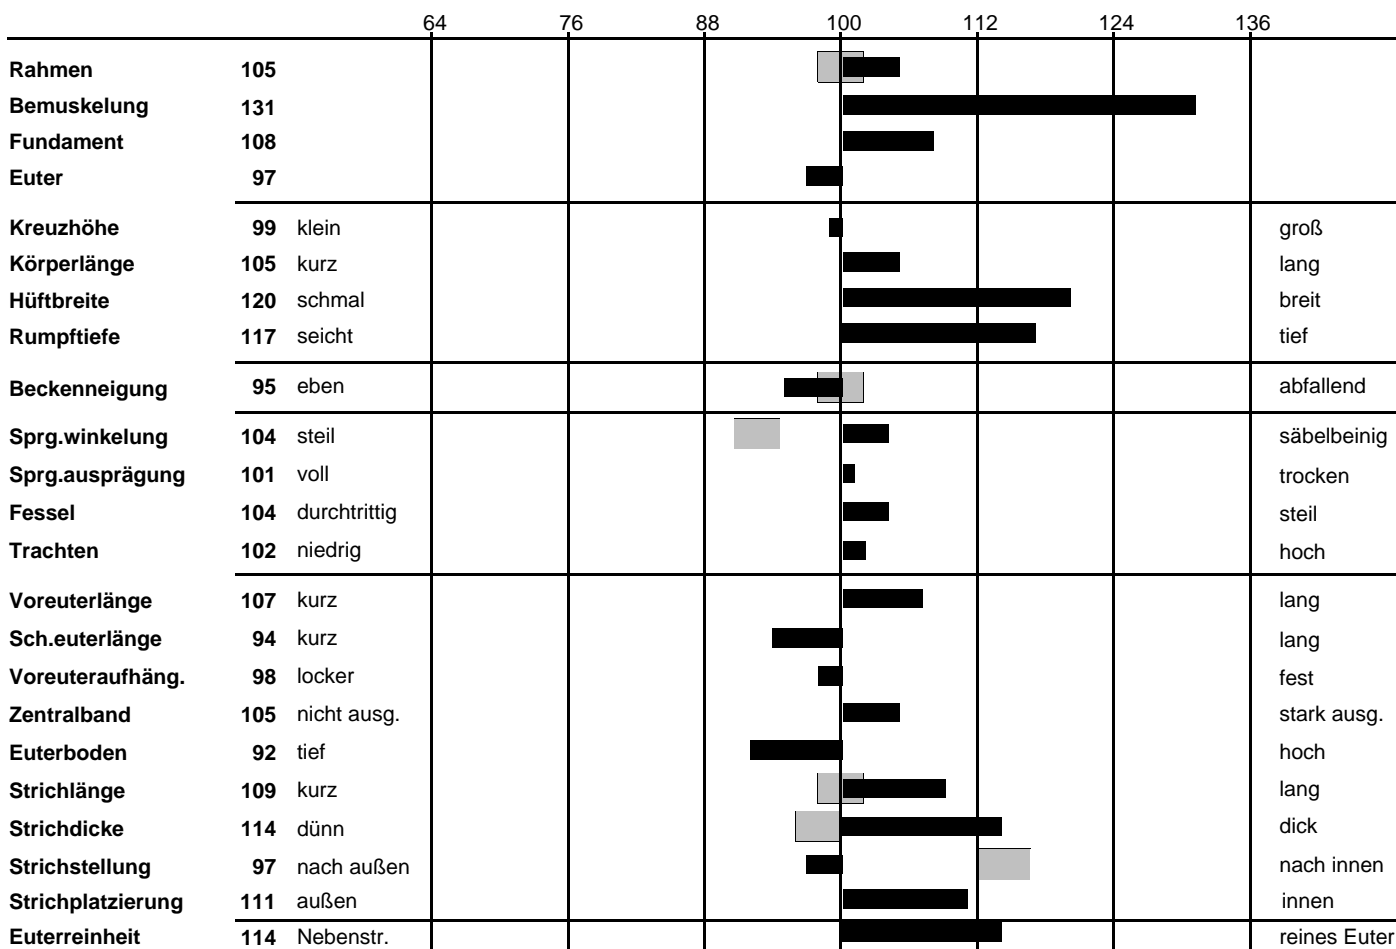 64 76 88 100 112 124 136
Rahmen 105
Bemuskelung 131
Fundament 108
Euter 97
Kreuzhöhe 99 klein groß
Körperlänge 105 kurz lang
Hüftbreite 120 schmal breit
Rumpftiefe 117 seicht tief
Beckenneigung 95 eben abfallend
Sprg.winkelung 104 steil säbelbeinig
Sprg.ausprägung 101 voll trocken
Fessel 104 durchtrittig steil
Trachten 102 niedrig hoch
Voreuterlänge 107 kurz lang
Sch.euterlänge 94 kurz lang
Voreuteraufhäng. 98 locker fest
Zentralband 105 nicht ausg. stark ausg.
Euterboden 92 tief hoch
Strichlänge 109 kurz lang
Strichdicke 114 dünn dick
Strichstellung 97 nach außen nach innen
Strichplatzierung 111 außen innen
Euterreinheit 114 Nebenstr. reines Euter